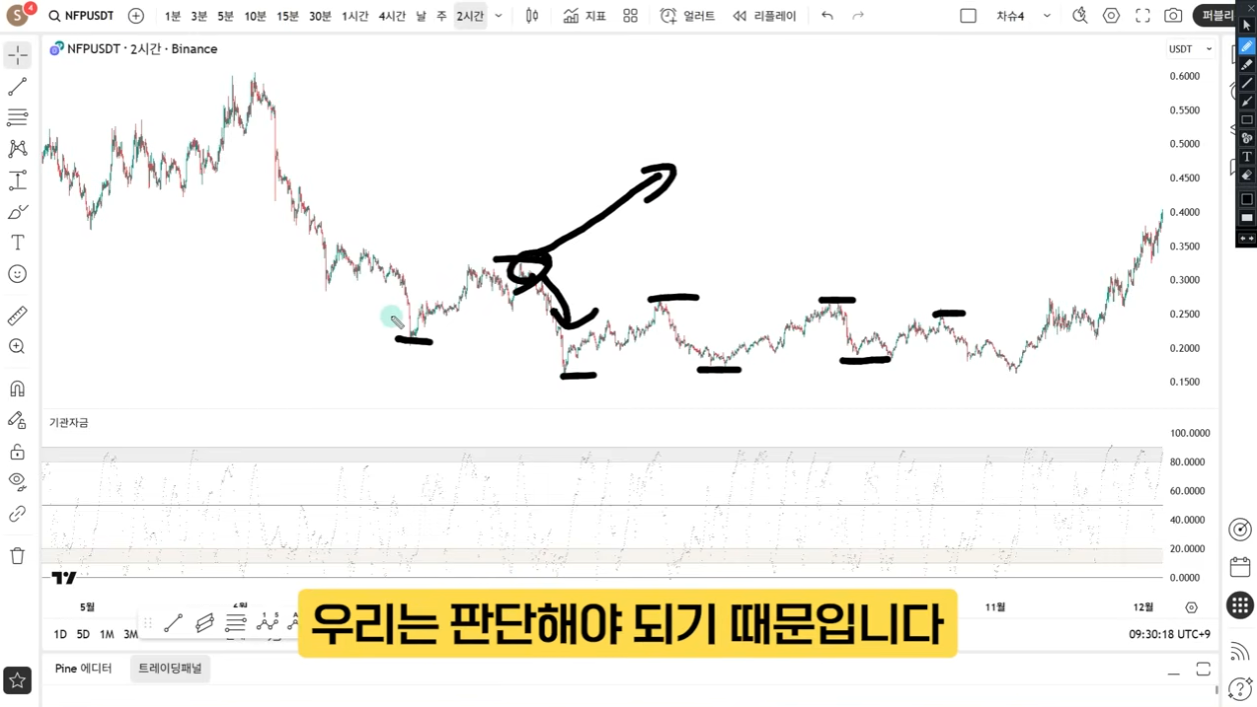 S 4 NFPUSDT 1분 3분 5분 10분 15분 30분 1시간 4시간 날 주 2시간 지표 얼러트 리플레이 차슈4 퍼블리
NFPUSDT · 2시간 · Binance
USDT
0.6000
0.5500
0.5000
0.4500
0.4000
0.3500
0.3000
0.2500
0.2000
0.1500
기관자금
100.0000
80.0000
60.0000
40.0000
20.0000
0.0000
5월 11월 12월
우리는 판단해야 되기 때문입니다
1D 5D 1M 3M
09:30:18 UTC+9
Pine 에디터 트레이딩패널